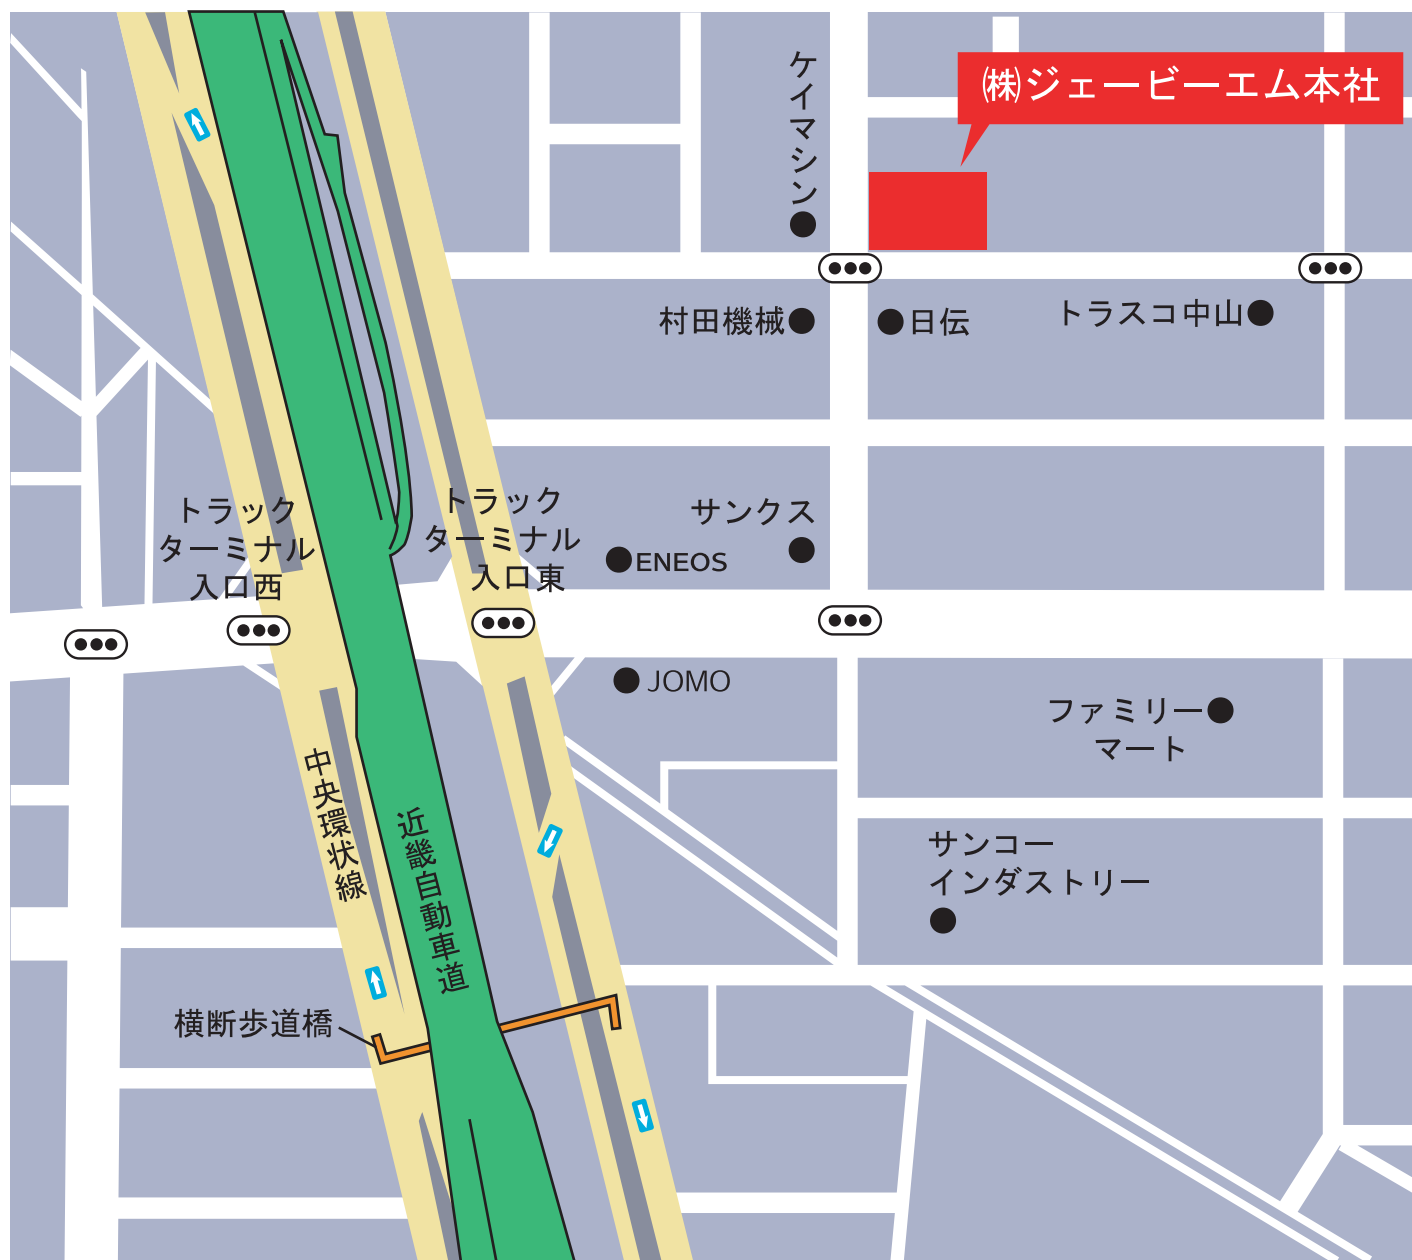 ㈱ジェービーエム本社
ケイマシン
村田機械
日伝
トラスコ中山
トラック
ターミナル
入口西
トラック
ターミナル
入口東
サンクス
ENEOS
JOMO
ファミリー
マート
中央環状線
近畿自動車道
サンコー
インダストリー
横断歩道橋